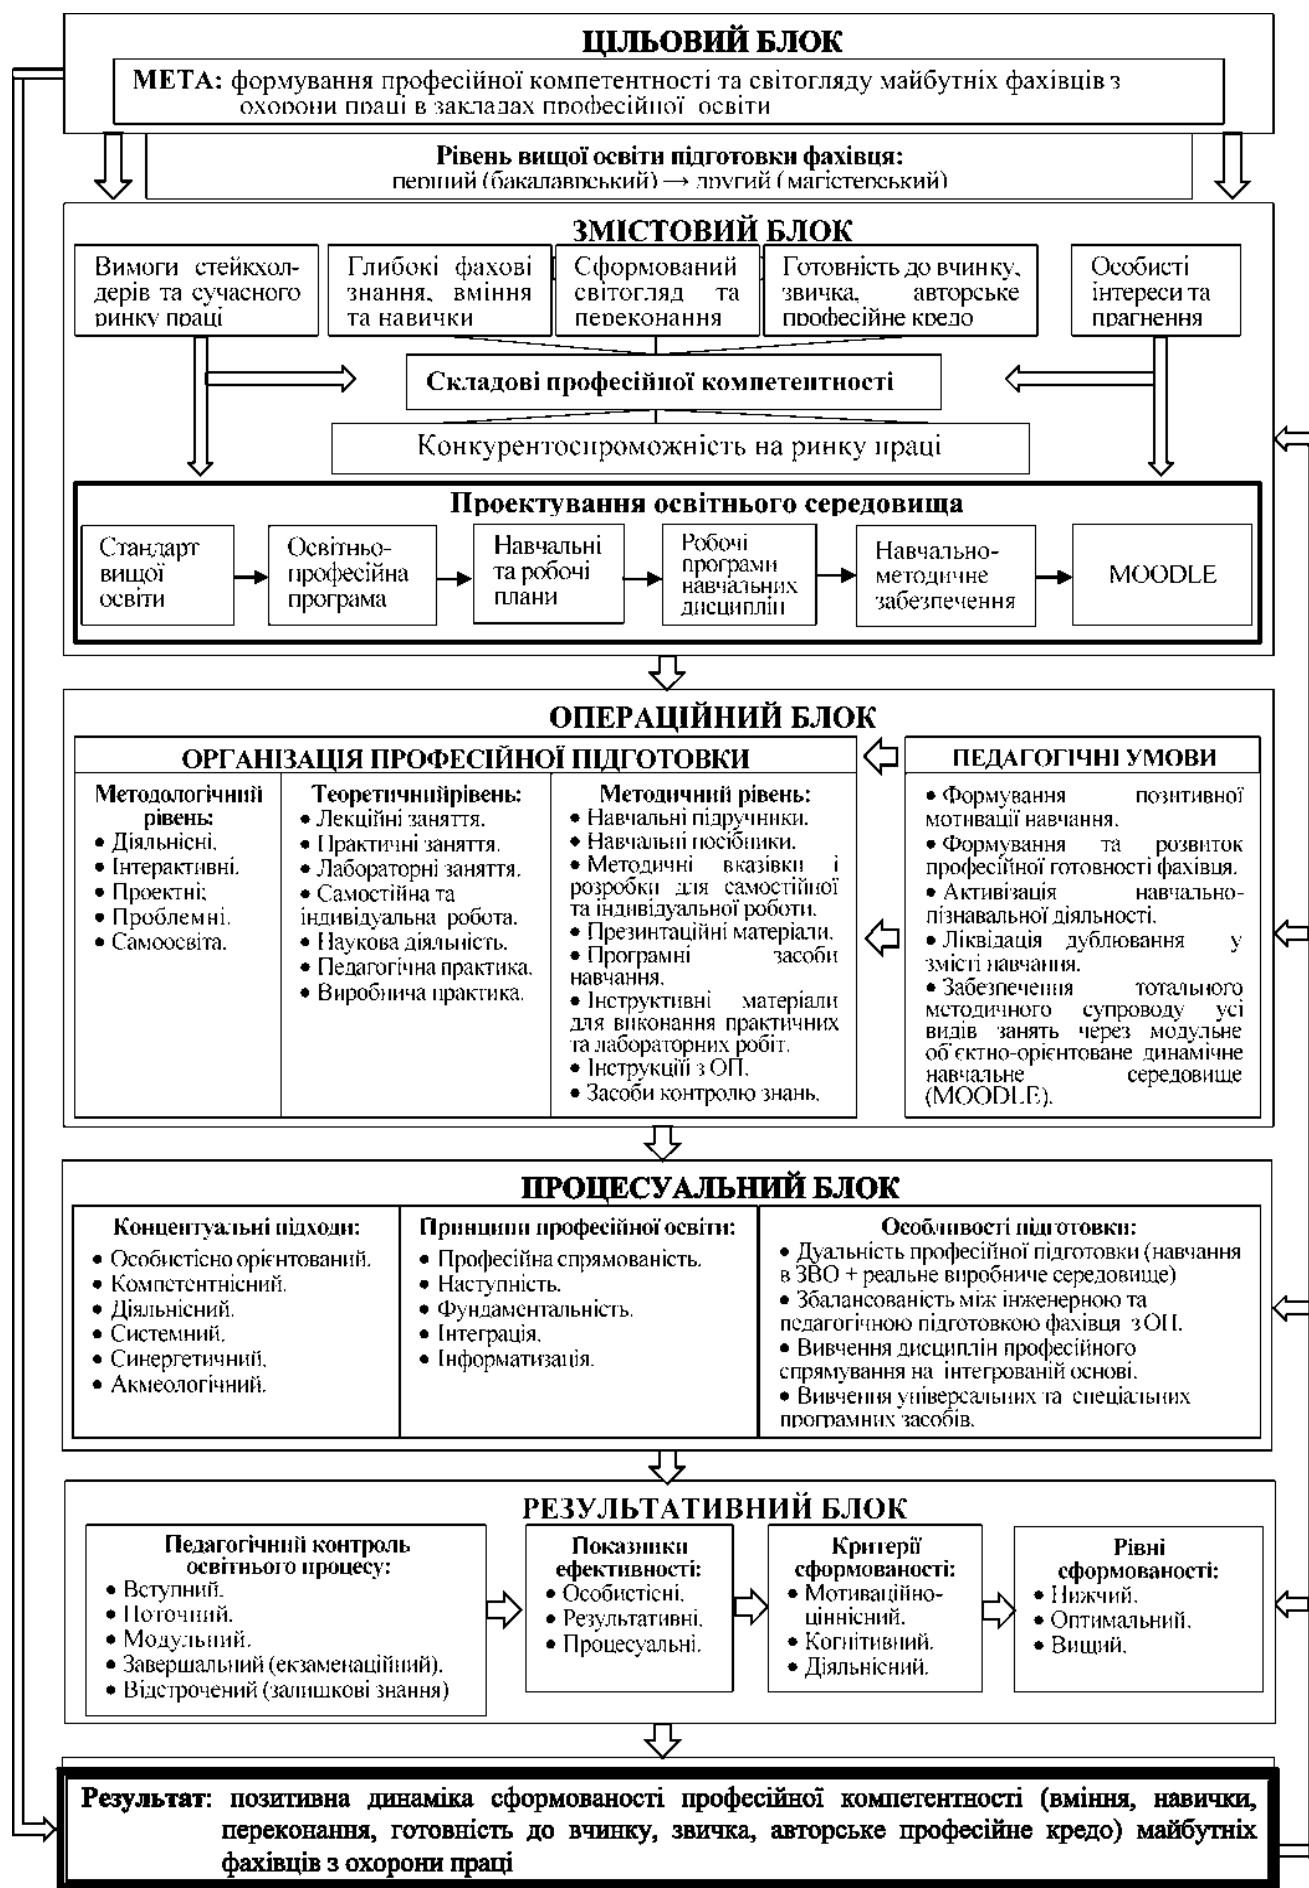 ЦІЛЬОВИЙ БЛОК
МЕТА: формування професійної компетентності та світогляду майбутніх фахівців з
охорони праці в закладах професійної освіти
Рівень вищої освіти підготовки фахівця:
перший (бакалаврський) → другий (магістерський)
ЗМІСТОВИЙ БЛОК
Вимоги стейкхол-
дерів та сучасного
ринку праці
Глибокі фахові
знання, вміння
та навички
Сформований
світогляд та
переконання
Готовність до вчинку,
звичка, авторське
професійне кредо
Особисті
інтереси та
прагнення
Складові професійної компетентності
Конкурентоспроможність на ринку праці
Проектування освітнього середовища
Стандарт
вищої
освіти
Освітньо-
професійна
програма
Навчальні
та робочі
плани
Робочі
програми
навчальних
дисциплін
Навчально-
методичне
забезпечення
MOODLE
ОПЕРАЦІЙНИЙ БЛОК
ОРГАНІЗАЦІЯ ПРОФЕСІЙНОЇ ПІДГОТОВКИ
Методологічний
рівень:
• Діяльнісні.
• Інтерактивні.
• Проектні;
• Проблемні.
• Самоосвіта.
Теоретичнийрівень:
• Лекційні заняття.
• Практичні заняття.
• Лабораторні заняття.
• Самостійна та
індивідуальна робота.
• Наукова діяльність.
• Педагогічна практика.
• Виробнича практика.
Методичний рівень:
• Навчальні підручники.
• Навчальні посібники.
• Методичні вказівки і
розробки для самостійної
та індивідуальної роботи.
• Презинтаційні матеріали.
• Програмні засоби
навчання.
• Інструктивні матеріали
для виконання практичних
та лабораторних робіт.
• Інструкціїї з ОП.
• Засоби контролю знань.
ПЕДАГОГІЧНІ УМОВИ
• Формування позитивної
мотивації навчання.
• Формування та розвиток
професійної готовності фахівця.
• Активізація навчально-
пізнавальної діяльності.
• Ліквідація дублювання у
змісті навчання.
• Забезпечення тотального
методичного супроводу усі
видів занять через модульне
об'єктно-орієнтоване динамічне
навчальне середовище
(MOODLE).
ПРОЦЕСУАЛЬНИЙ БЛОК
Концентуальні підходи:
• Особистісно орієнтований.
• Компетентнісний.
• Діяльнісний.
• Системний.
• Синергетичний.
• Акмеологічний.
Принципи професійної освіти:
• Професійна спрямованість.
• Наступність.
• Фундаментальність.
• Інтеграція.
• Інформатизація.
Особливості підготовки:
• Дуальність професійної підготовки (навчання
в ЗВО + реальне виробниче середовище)
• Збалансованість між інженерною та
педагогічною підготовкою фахівця з ОП.
• Вивчення дисциплін професійного
спрямування на інтегрованій основі.
• Вивчення універсальних та спеціальних
програмних засобів.
РЕЗУЛЬТАТИВНИЙ БЛОК
Педагогічний контроль
освітнього процесу:
• Вступний.
• Поточний.
• Модульний.
• Завершальний (екзаменаційний).
• Відстрочений (залишкові знання)
Показники
ефективності:
• Особистісні.
• Результативні.
• Процесуальні.
Критерії
сформованості:
• Мотиваційно-
ціннісний.
• Когнітивний.
• Діяльнісний.
Рівні
сформованості:
• Нижчий.
• Оптимальний.
• Вищий.
Результат: позитивна динаміка сформованості професійної компетентності (вміння, навички,
переконання, готовність до вчинку, звичка, авторське професійне кредо) майбутніх
фахівців з охорони праці